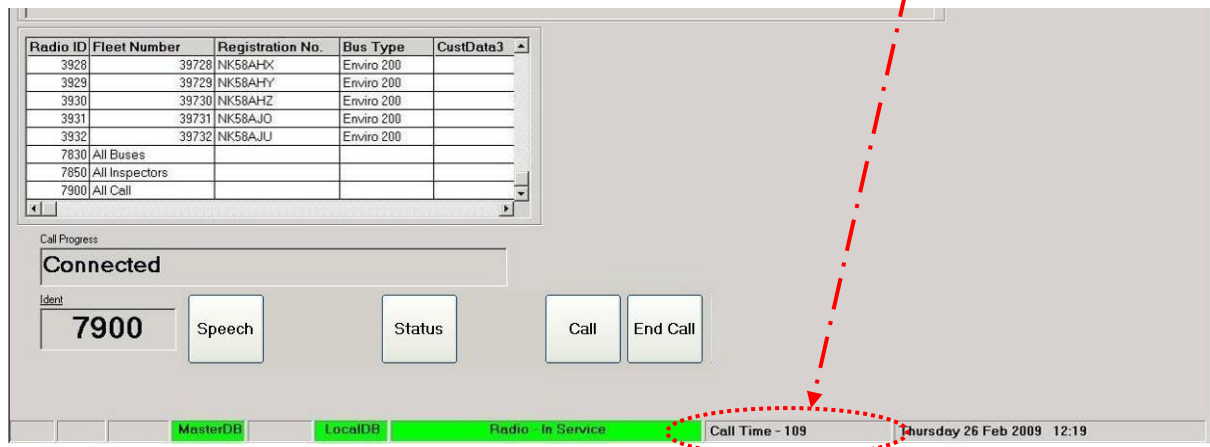 Radio ID Fleet Number Registration No. Bus Type CustData3
3928 39728 NK58AHX Enviro 200
3929 39729 NK58AHY Enviro 200
3930 39730 NK58AHZ Enviro 200
3931 39731 NK58AJO Enviro 200
3932 39732 NK58AJU Enviro 200
7830 All Buses
7850 All Inspectors
7900 All Call
Call Progress
Connected
Ident
7900 Speech Status Call End Call
MasterDB LocalDB Radio - In Service Call Time - 109 Thursday 26 Feb 2009 12:19